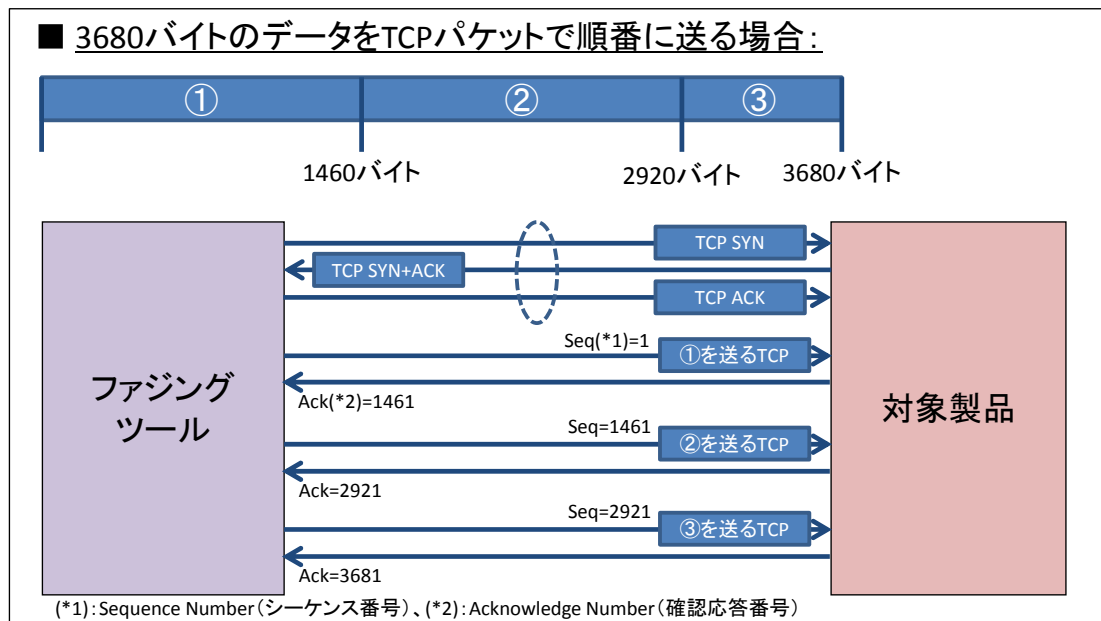 ■ 3680バイトのデータをTCPパケットで順番に送る場合:
① ② ③
1460バイト 2920バイト 3680バイト
TCP SYN
TCP SYN+ACK
TCP ACK
Seq(*1)=1
①を送るTCP
Ack(*2)=1461
Seq=1461
②を送るTCP
Ack=2921
Seq=2921
③を送るTCP
Ack=3681
ファジング
ツール
対象製品
(*1):Sequence Number(シーケンス番号)、(*2):Acknowledge Number(確認応答番号)